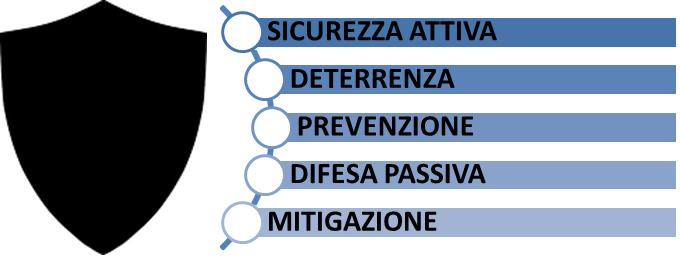 SICUREZZA ATTIVA
DETERRENZA
PREVENZIONE
DIFESA PASSIVA
MITIGAZIONE